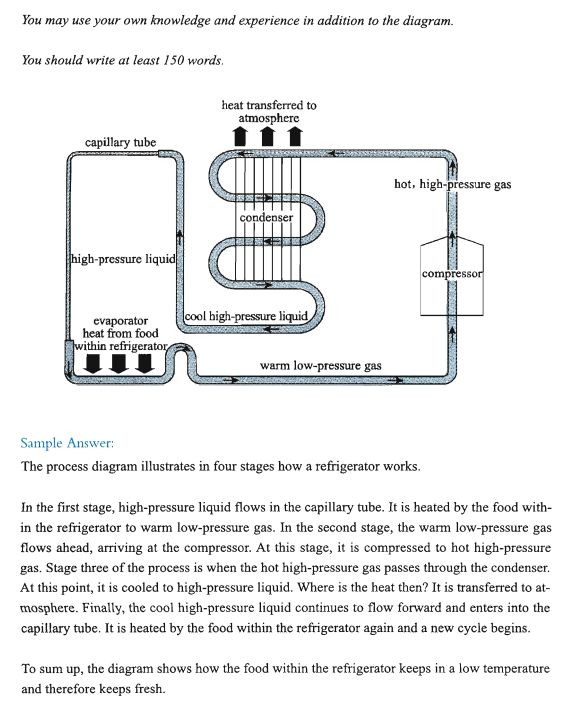 You may use your own knowledge and experience in addition to the diagram.
You should write at least 150 words.
heat transferred to
atmosphere
capillary tube
hot, high-pressure gas
condenser
high-pressure liquid
compressor
cool high-pressure liquid
evaporator
heat from food
within refrigerator
warm low-pressure gas
Sample Answer:
The process diagram illustrates in four stages how a refrigerator works.
In the first stage, high-pressure liquid flows in the capillary tube. It is heated by the food with-
in the refrigerator to warm low-pressure gas. In the second stage, the warm low-pressure gas
flows ahead, arriving at the compressor. At this stage, it is compressed to hot high-pressure
gas. Stage three of the process is when the hot high-pressure gas passes through the condenser.
At this point, it is cooled to high-pressure liquid. Where is the heat then? It is transferred to at-
mosphere. Finally, the cool high-pressure liquid continues to flow forward and enters into the
capillary tube. It is heated by the food within the refrigerator again and a new cycle begins.
To sum up, the diagram shows how the food within the refrigerator keeps in a low temperature
and therefore keeps fresh.